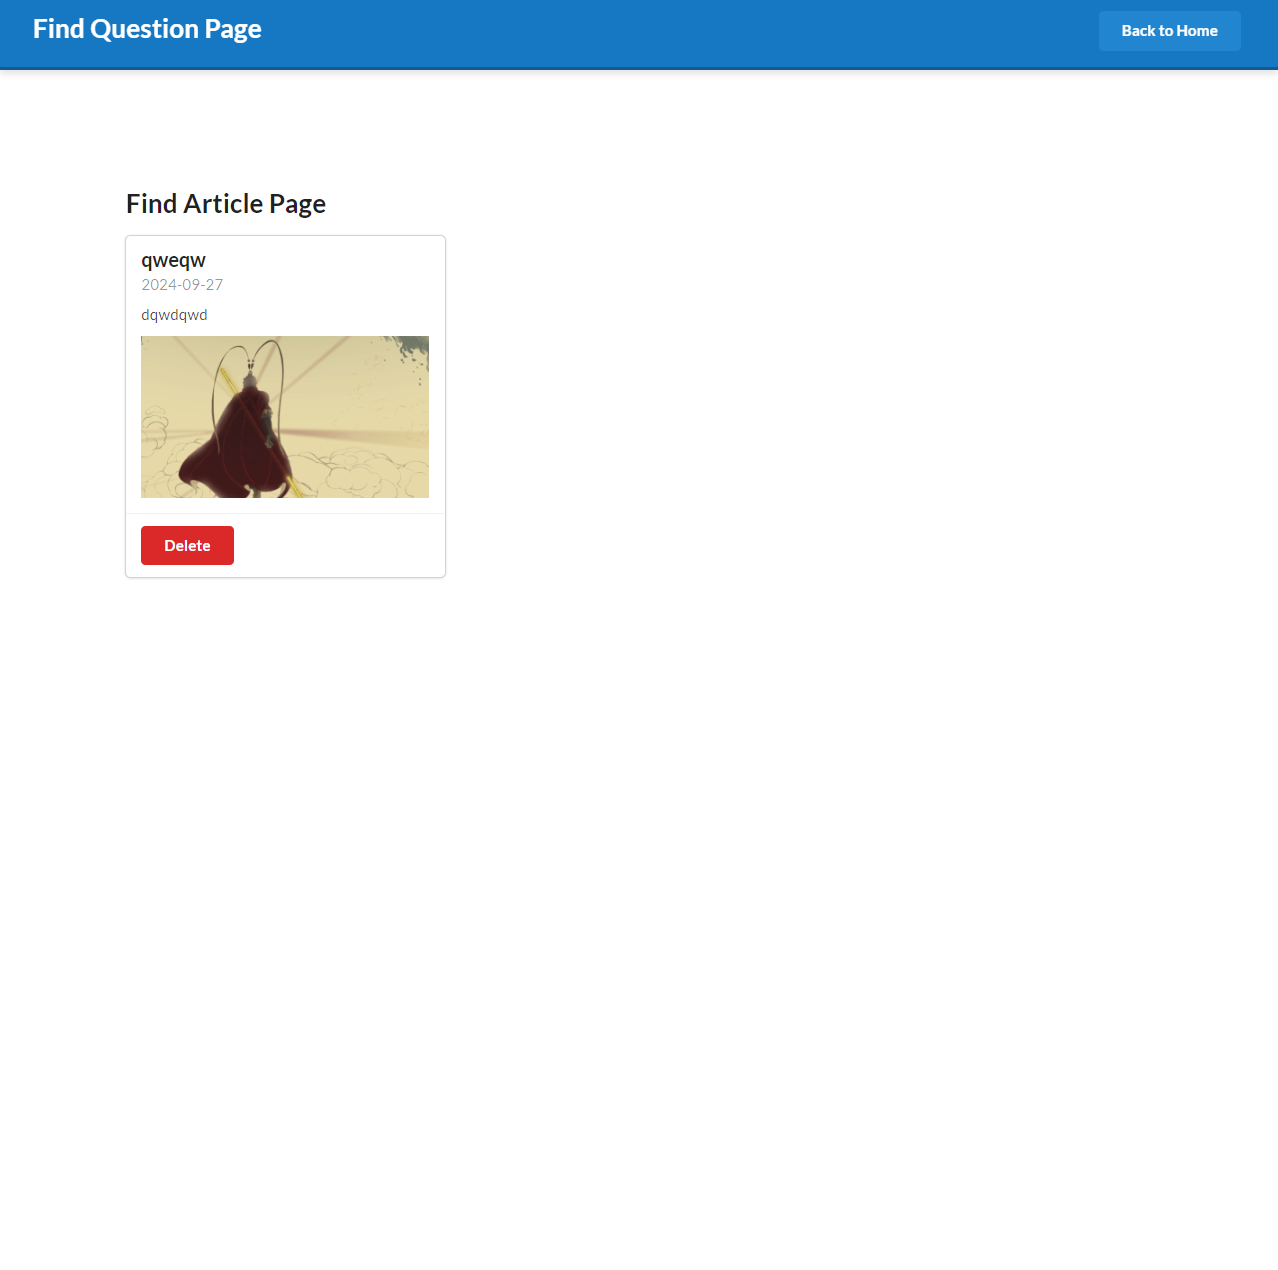 Find Question Page
Back to Home
Find Article Page
qweqw
2024-09-27
dqwdqwd
Delete